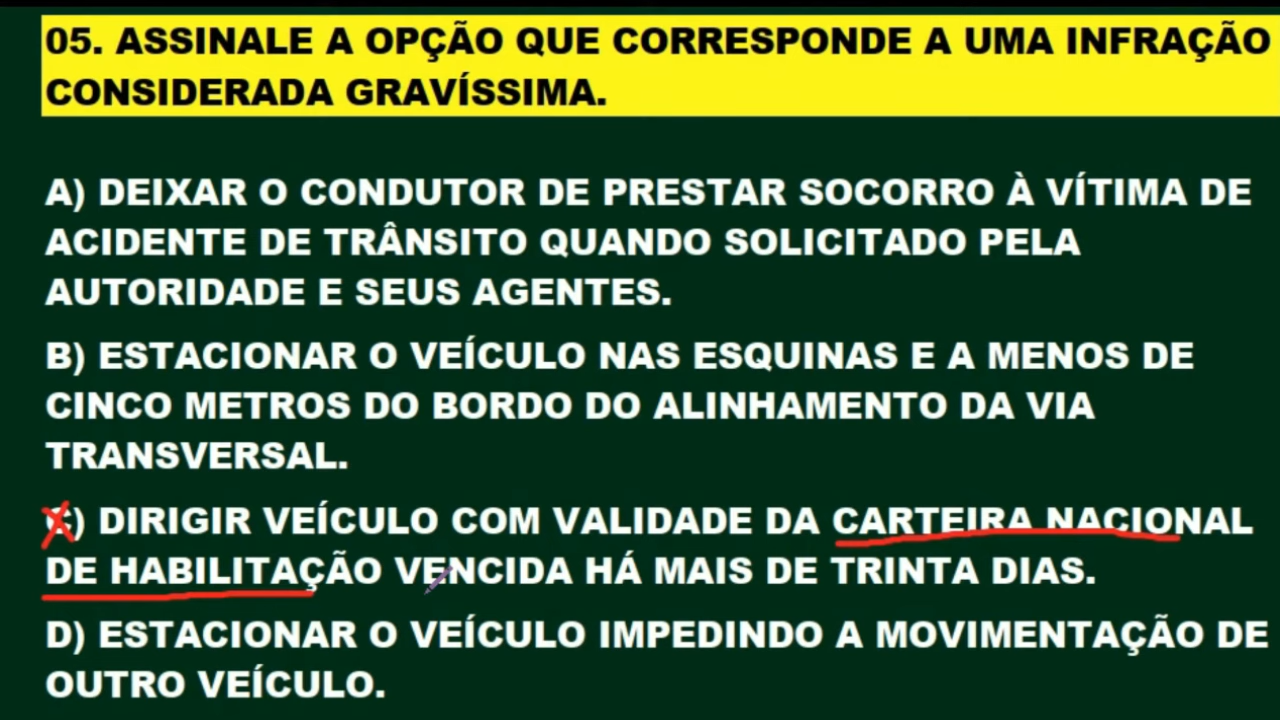 05. ASSINALE A OPÇÃO QUE CORRESPONDE A UMA INFRAÇÃO
CONSIDERADA GRAVÍSSIMA.
A) DEIXAR O CONDUTOR DE PRESTAR SOCORRO À VÍTIMA DE
ACIDENTE DE TRÂNSITO QUANDO SOLICITADO PELA
AUTORIDADE E SEUS AGENTES.
B) ESTACIONAR O VEÍCULO NAS ESQUINAS E A MENOS DE
CINCO METROS DO BORDO DO ALINHAMENTO DA VIA
TRANSVERSAL.
C) DIRIGIR VEÍCULO COM VALIDADE DA CARTEIRA NACIONAL
DE HABILITAÇÃO VENCIDA HÁ MAIS DE TRINTA DIAS.
D) ESTACIONAR O VEÍCULO IMPEDINDO A MOVIMENTAÇÃO DE
OUTRO VEÍCULO.